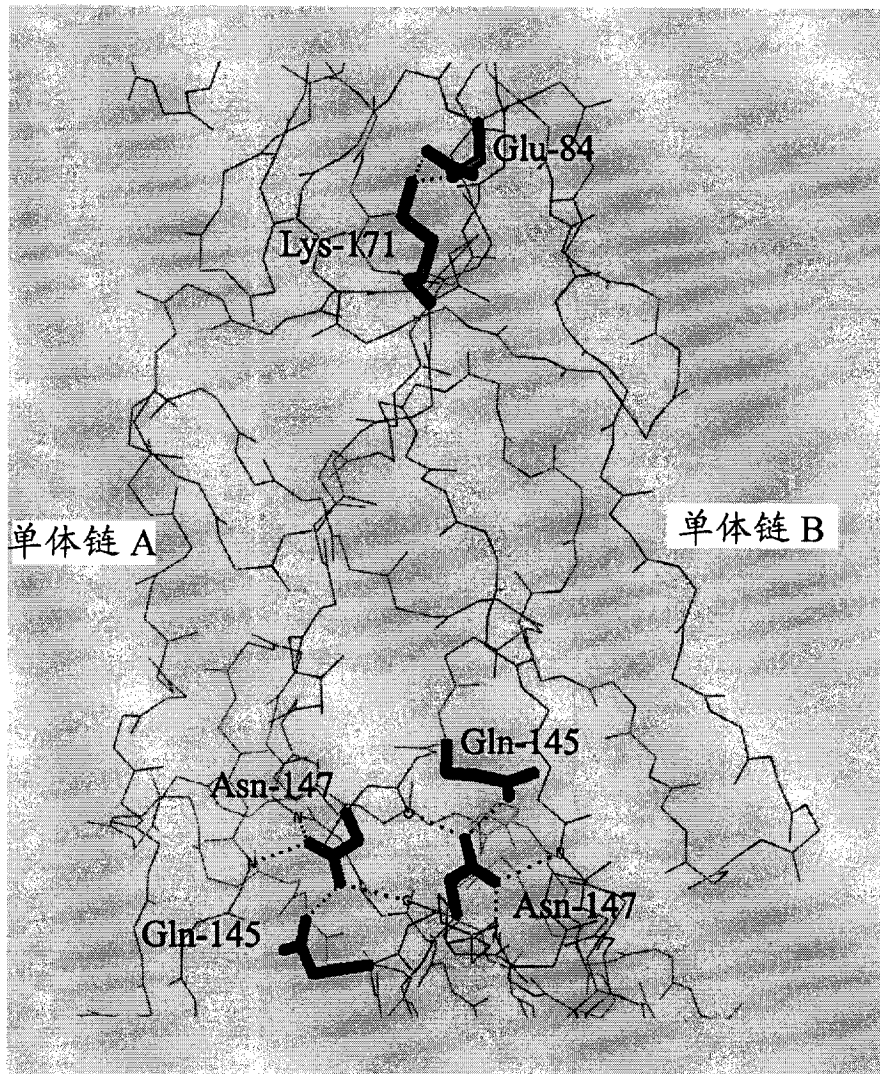 Glu-84
Lys-171
单体链 A
单体链 B
Gln-145
Asn-147
N
N
O
O
N
Gln-145
Asn-147